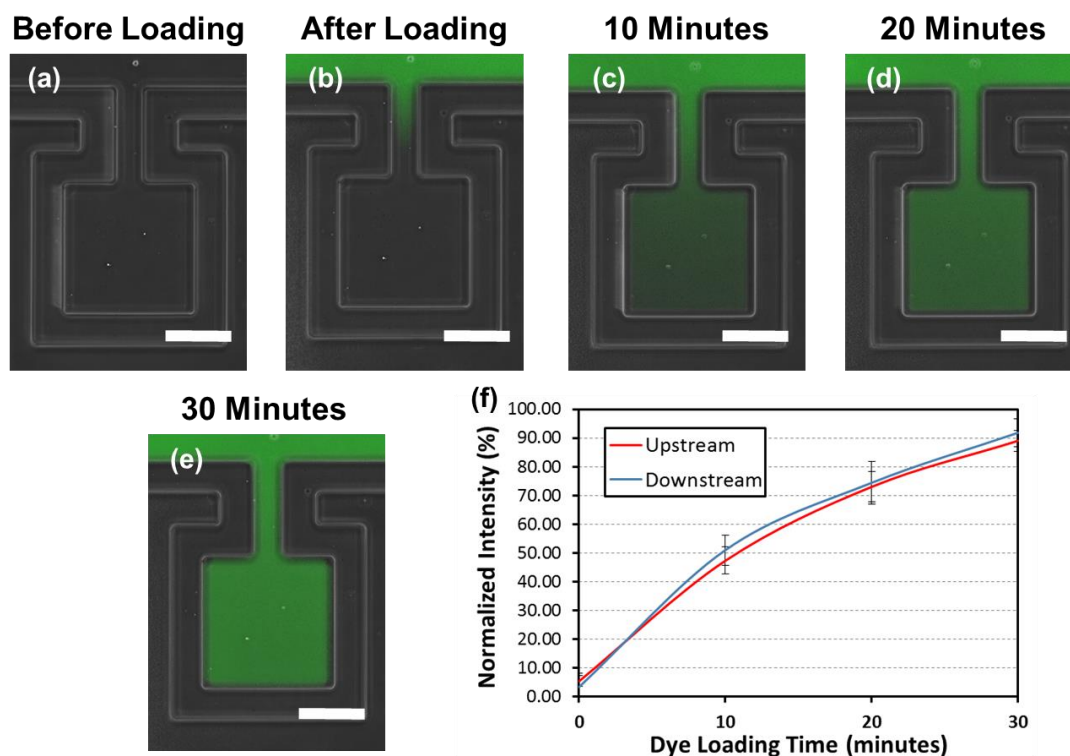 Before Loading
After Loading
10 Minutes
20 Minutes
(a)
(b)
(c)
(d)
30 Minutes
(e)
(f)
Normalized Intensity (%)
100.00
90.00
80.00
70.00
60.00
50.00
40.00
30.00
20.00
10.00
0.00
Upstream
Downstream
0
10
20
30
Dye Loading Time (minutes)